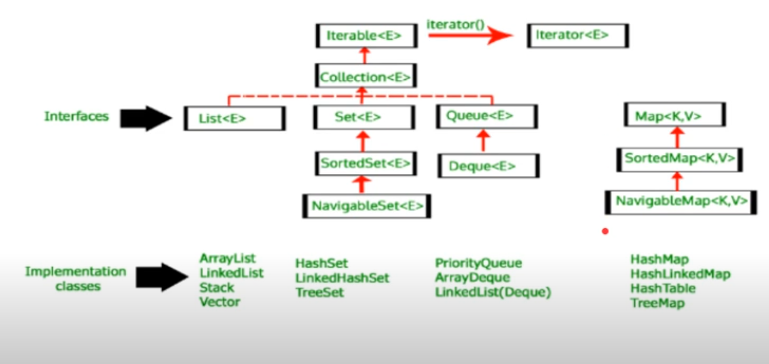 Iterable<E>
iterator()
Iterator<E>
Collection<E>
Interfaces
List<E>
Set<E>
Queue<E>
Map<K,V>
SortedSet<E>
Deque<E>
SortedMap<K,V>
NavigableSet<E>
NavigableMap<K,V>
Implementation
classes
ArrayList
LinkedList
Stack
Vector
HashSet
LinkedHashSet
TreeSet
PriorityQueue
ArrayDeque
LinkedList(Deque)
HashMap
HashLinkedMap
HashTable
TreeMap